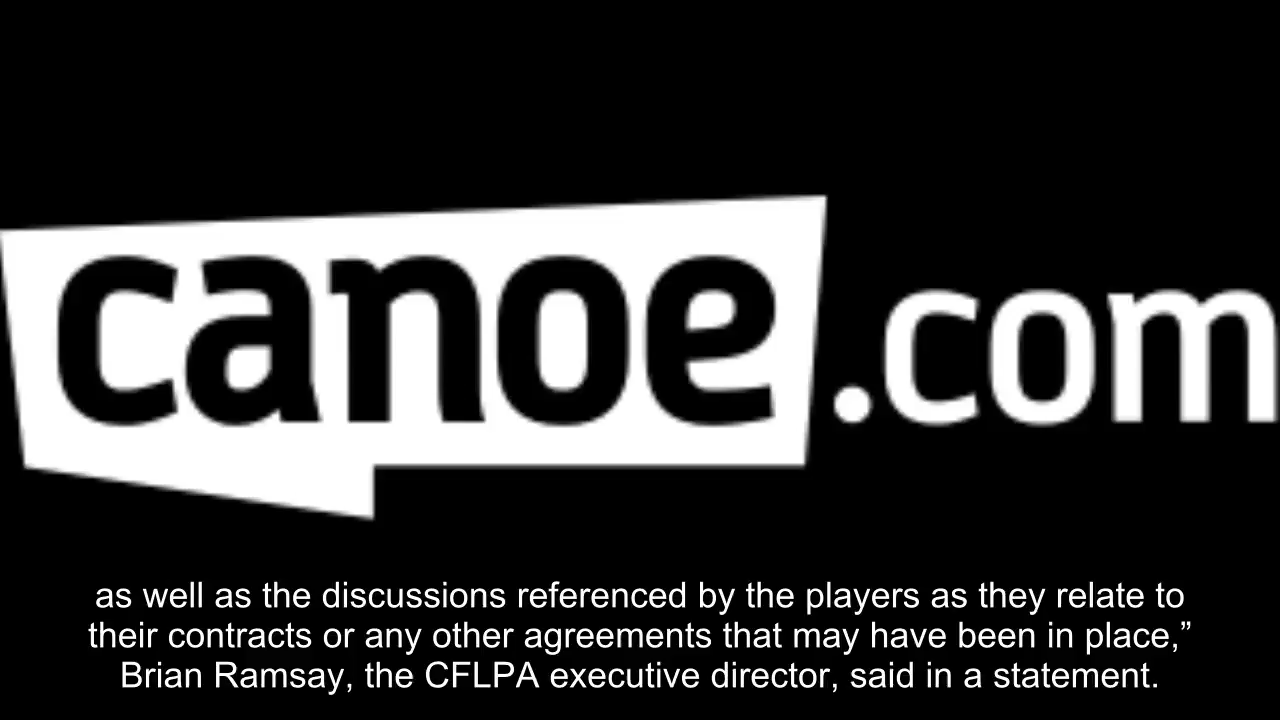 canoe.com
as well as the discussions referenced by the players as they relate to
their contracts or any other agreements that may have been in place,”
Brian Ramsay, the CFLPA executive director, said in a statement.